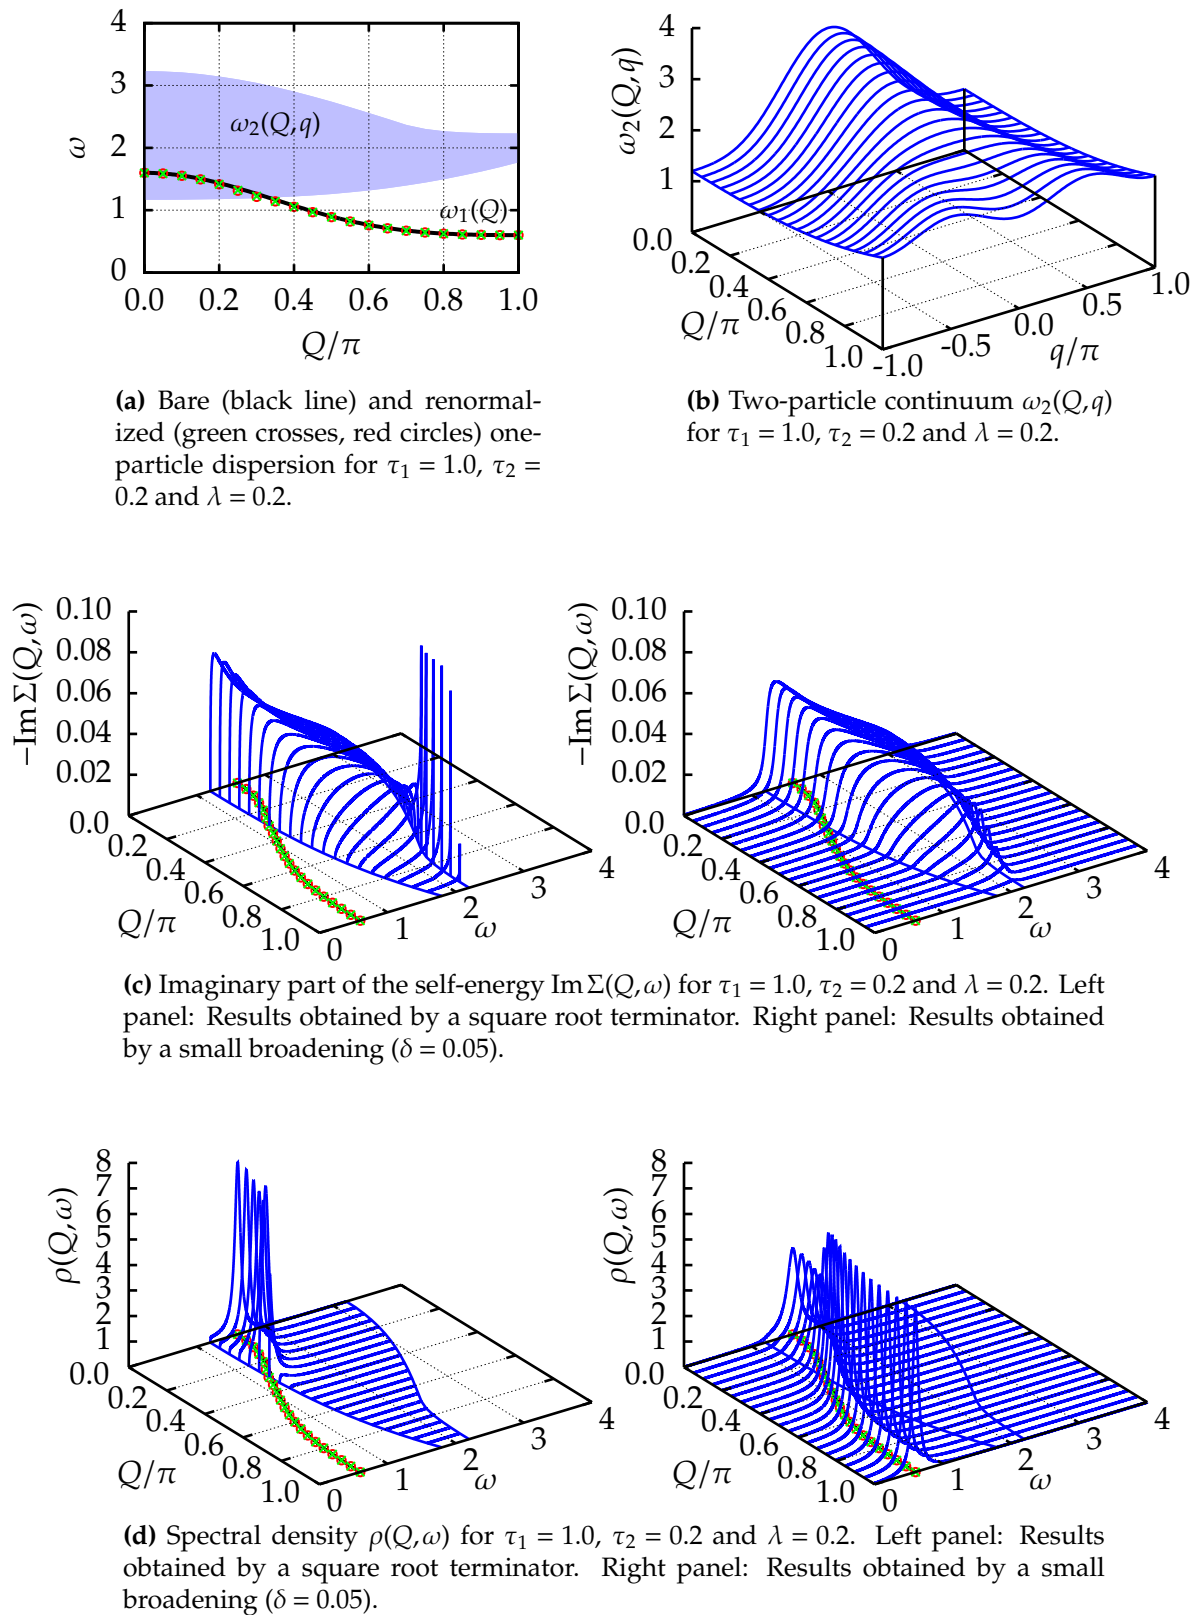 4
3
2
1
0
ω
ω₂(Q,q)
ω₁(Q)
0.0 0.2 0.4 0.6 0.8 1.0
Q/π
(a) Bare (black line) and renormal-
ized (green crosses, red circles) one-
particle dispersion for τ₁ = 1.0, τ₂ =
0.2 and λ = 0.2.
4
3
2
1
ω₂(Q,q)
0.0
0.2
0.4
0.6
0.8
1.0
Q/π
-1.0
-0.5
0.0
0.5
1.0
q/π
(b) Two-particle continuum ω₂(Q,q)
for τ₁ = 1.0, τ₂ = 0.2 and λ = 0.2.
−Im Σ(Q,ω)
0.10
0.08
0.06
0.04
0.02
0.0
0.2
0.4
0.6
0.8
1.0
Q/π
0
1
2
3
4
ω
−Im Σ(Q,ω)
0.10
0.08
0.06
0.04
0.02
0.0
0.2
0.4
0.6
0.8
1.0
Q/π
0
1
2
3
4
ω
(c) Imaginary part of the self-energy Im Σ(Q,ω) for τ₁ = 1.0, τ₂ = 0.2 and λ = 0.2. Left
panel: Results obtained by a square root terminator. Right panel: Results obtained
by a small broadening (δ = 0.05).
ρ(Q,ω)
8
7
6
5
4
3
2
1
0.0
0.2
0.4
0.6
0.8
1.0
Q/π
0
1
2
3
4
ω
ρ(Q,ω)
8
7
6
5
4
3
2
1
0.0
0.2
0.4
0.6
0.8
1.0
Q/π
0
1
2
3
4
ω
(d) Spectral density ρ(Q,ω) for τ₁ = 1.0, τ₂ = 0.2 and λ = 0.2. Left panel: Results
obtained by a square root terminator. Right panel: Results obtained by a small
broadening (δ = 0.05).